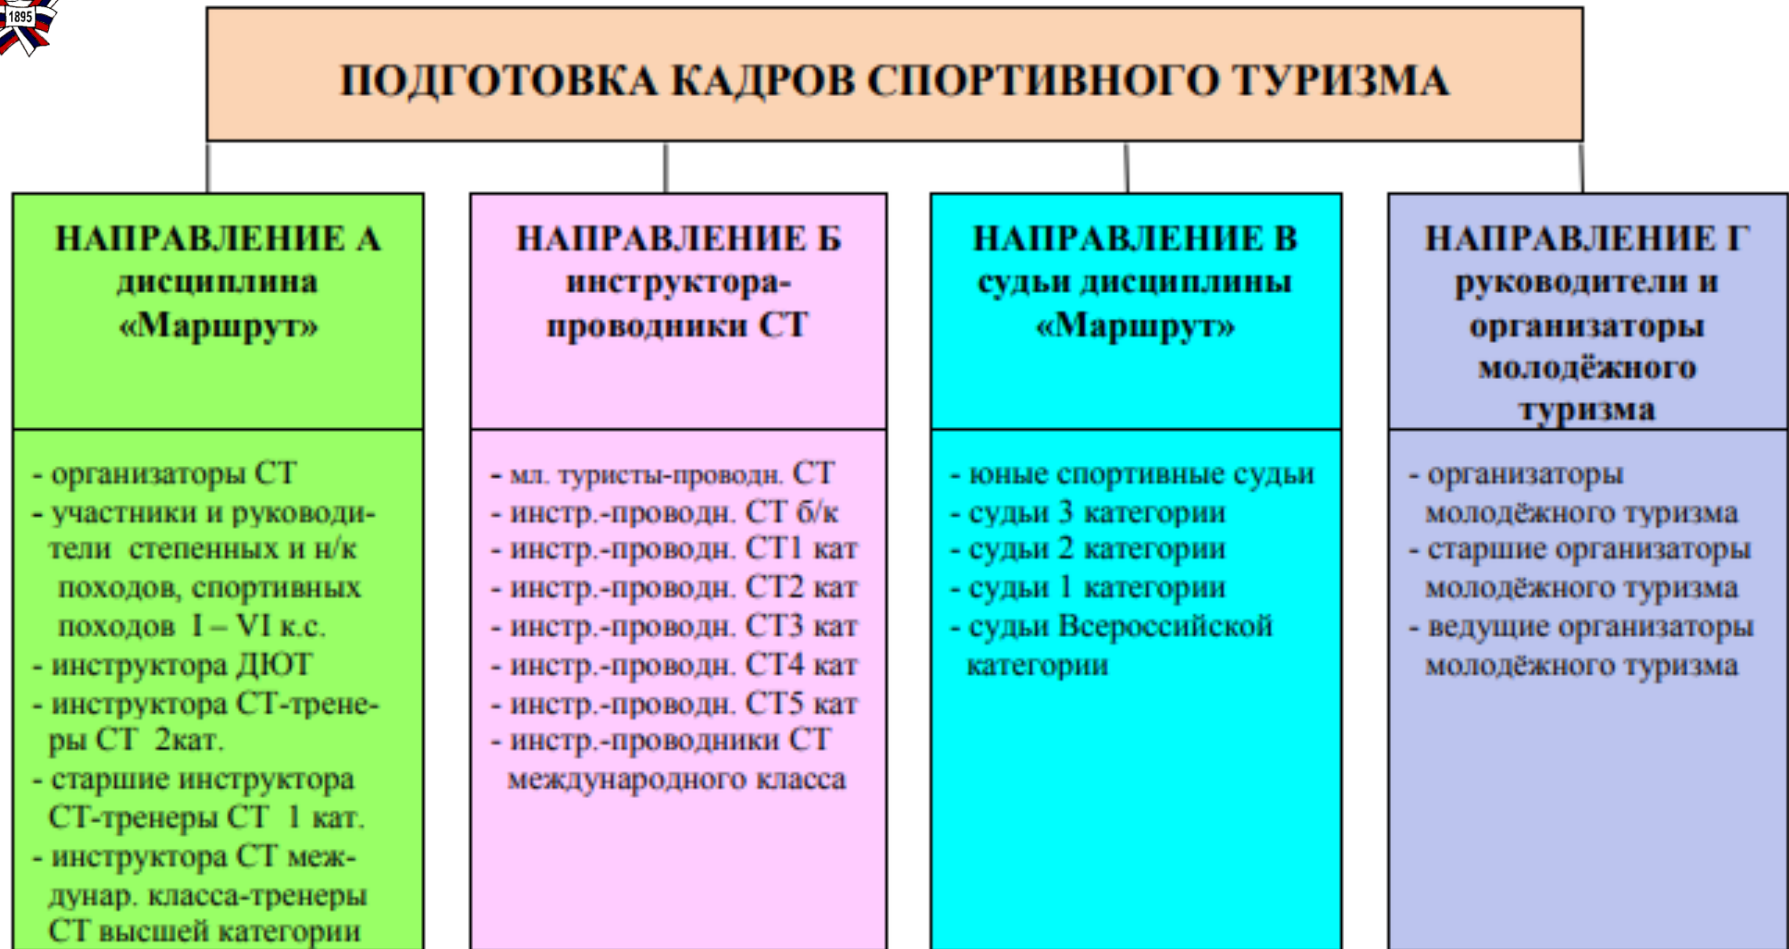 1895
ПОДГОТОВКА КАДРОВ СПОРТИВНОГО ТУРИЗМА
НАПРАВЛЕНИЕ А
дисциплина
«Маршрут»
- организаторы СТ
- участники и руководи-
тели степенных и н/к
походов, спортивных
походов I – VI к.с.
- инструктора ДЮТ
- инструктора СТ-трене-
ры СТ 2кат.
- старшие инструктора
СТ-тренеры СТ 1 кат.
- инструктора СТ меж-
дунар. класса-тренеры
СТ высшей категории
НАПРАВЛЕНИЕ Б
инструктора-
проводники СТ
- мл. туристы-проводн. СТ
- инстр.-проводн. СТ б/к
- инстр.-проводн. СТ1 кат
- инстр.-проводн. СТ2 кат
- инстр.-проводн. СТ3 кат
- инстр.-проводн. СТ4 кат
- инстр.-проводн. СТ5 кат
- инстр.-проводники СТ
международного класса
НАПРАВЛЕНИЕ В
судьи дисциплины
«Маршрут»
- юные спортивные судьи
- судьи 3 категории
- судьи 2 категории
- судьи 1 категории
- судьи Всероссийской
категории
НАПРАВЛЕНИЕ Г
руководители и
организаторы
молодёжного
туризма
- организаторы
молодёжного туризма
- старшие организаторы
молодёжного туризма
- ведущие организаторы
молодёжного туризма